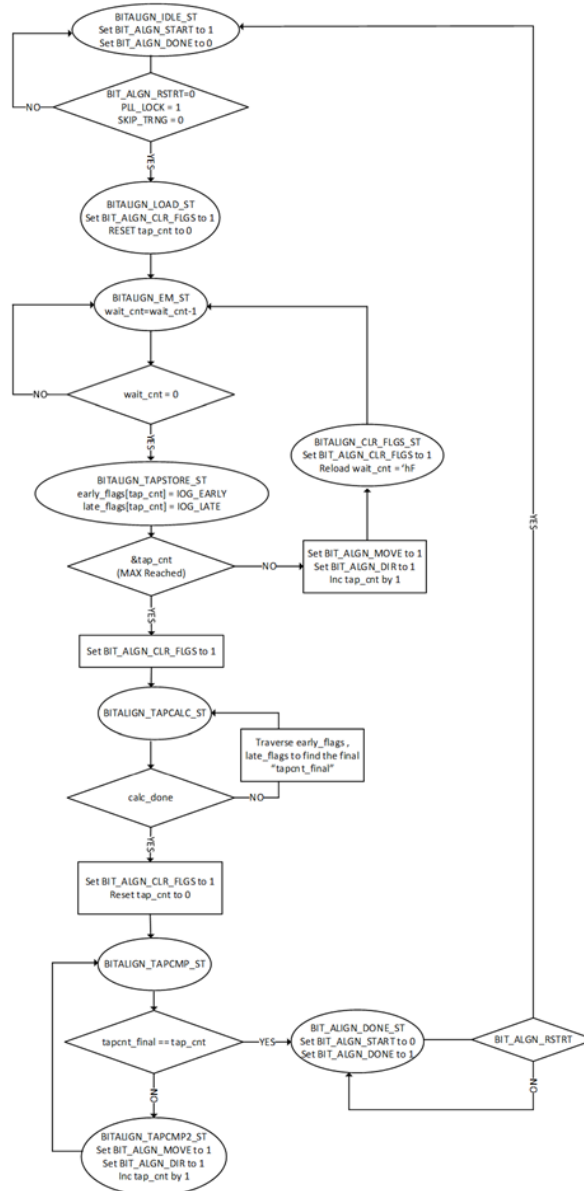 BITALIGN_IDLE_ST
Set BIT_ALGN_START to 1
Set BIT_ALGN_DONE to 0
BIT_ALGN_RSTRT=0
PLL_LOCK = 1
SKIP_TRNG = 0
NO
YES
BITALIGN_LOAD_ST
Set BIT_ALGN_CLR_FLGS to 1
RESET tap_cnt to 0
BITALIGN_EM_ST
wait_cnt=wait_cnt-1
wait_cnt = 0
NO
YES
BITALIGN_CLR_FLGS_ST
Set BIT_ALGN_CLR_FLGS to 1
Reload wait_cnt ='hF
BITALIGN_TAPSTORE_ST
early_flags[tap_cnt] = IOG_EARLY
late_flags[tap_cnt] = IOG_LATE
YES
&tap_cnt
(MAX Reached)
NO
Set BIT_ALGN_MOVE to 1
Set BIT_ALGN_DIR to 1
Inc tap_cnt by 1
YES
Set BIT_ALGN_CLR_FLGS to 1
BITALIGN_TAPCALC_ST
Traverse early_flags ,
late_flags to find the final
"tapcnt_final"
calc_done
NO
YES
Set BIT_ALGN_CLR_FLGS to 1
Reset tap_cnt to 0
BITALIGN_TAPCMP_ST
tapcnt_final == tap_cnt
YES
BIT_ALIGN_DONE_ST
Set BIT_ALGN_START to 0
Set BIT_ALGN_DONE to 1
BIT_ALGN_RSTRT
NO
NO
BITALIGN_TAPCMP2_ST
Set BIT_ALGN_MOVE to 1
Set BIT_ALGN_DIR to 1
Inc tap_cnt by 1